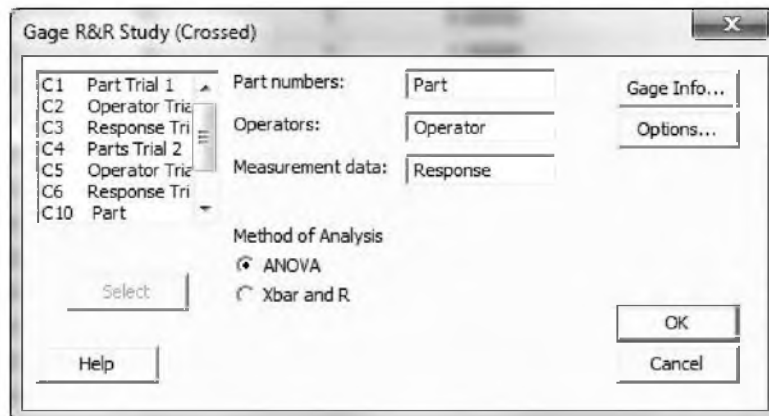 Gage R&R Study (Crossed)
x
C1 Part Trial 1
C2 Operator Tria
C3 Response Tri
C4 Parts Trial 2
C5 Operator Tria
C6 Response Tri
C10 Part
Select
Help
Part numbers: Part
Operators: Operator
Measurement data: Response
Method of Analysis
ANOVA
Xbar and R
Gage Info...
Options...
OK
Cancel